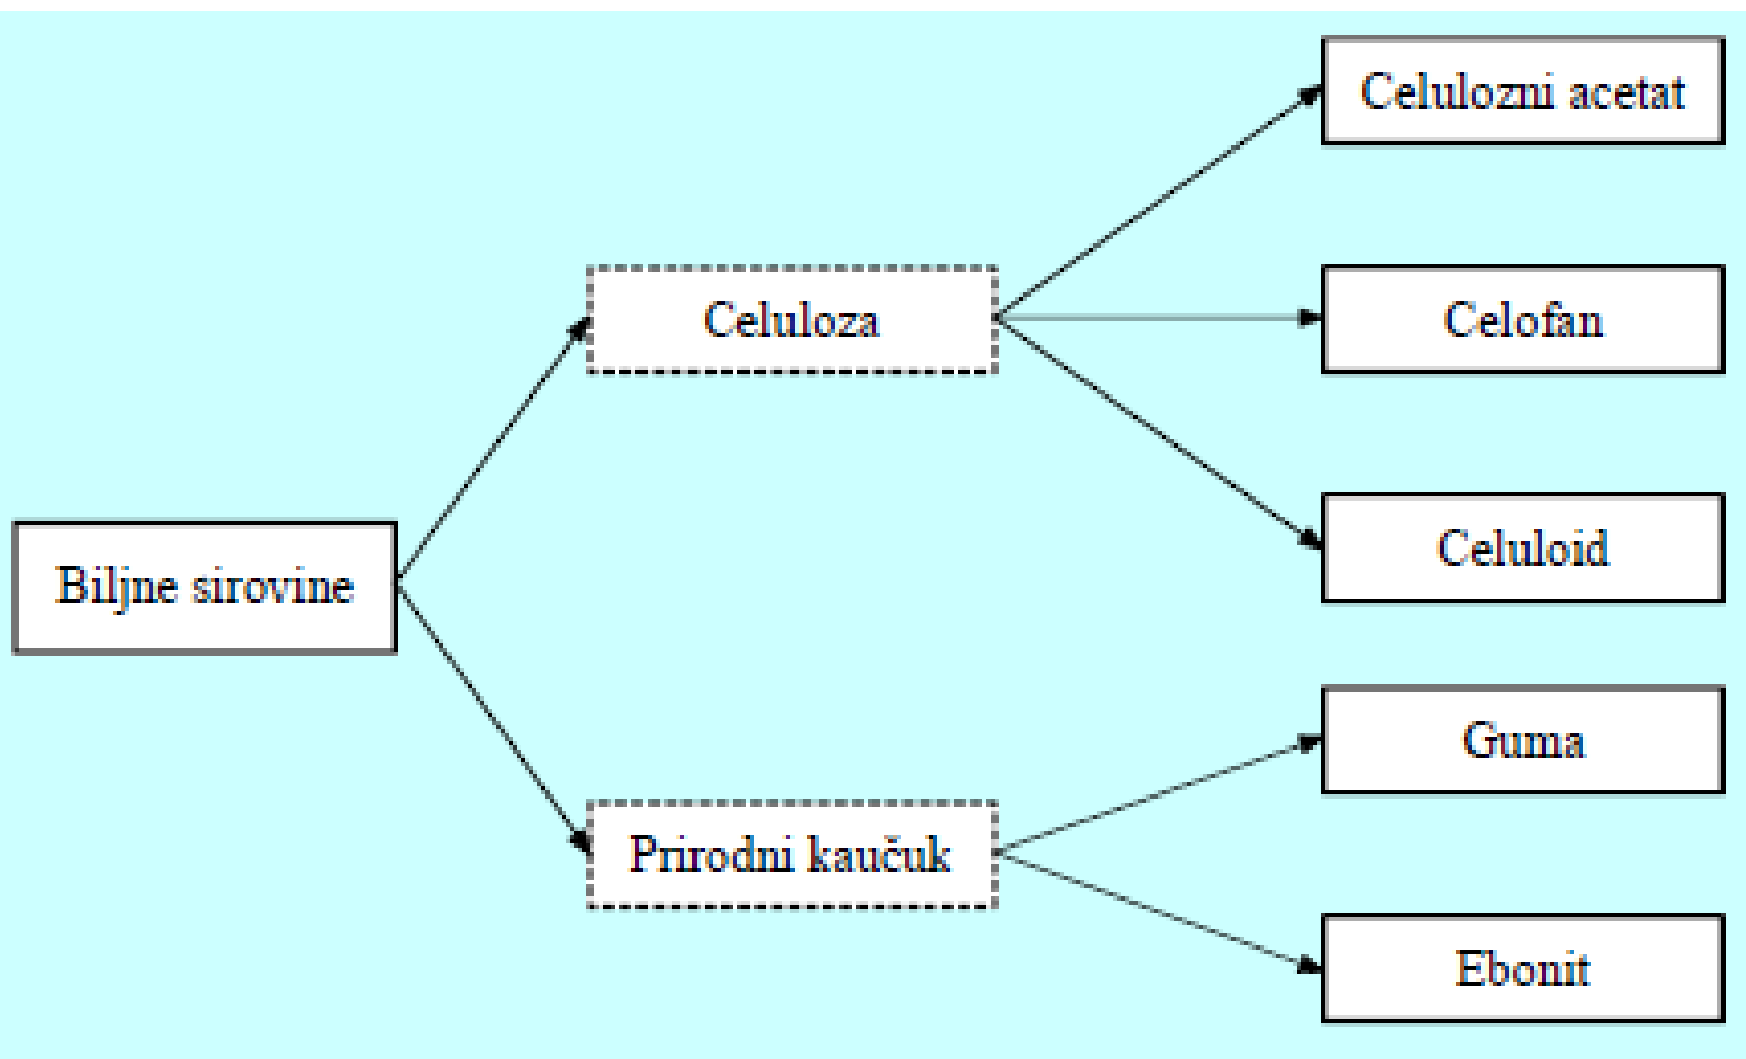 Celulozni acetat
Celuloza
Celofan
Celuloid
Biljne sirovine
Guma
Prirodni kaučuk
Ebonit